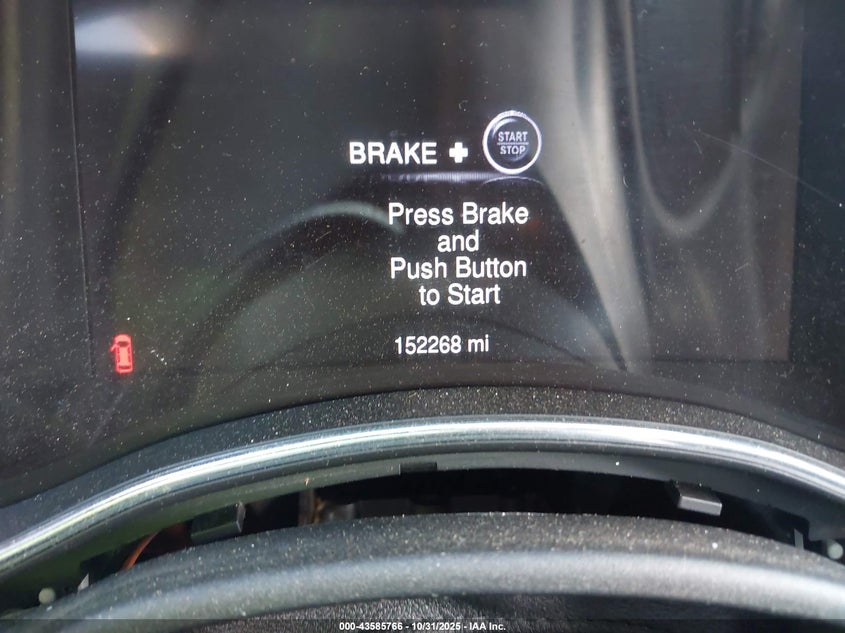 BRAKE + START STOP
Press Brake
and
Push Button
to Start
152268 mi
000-43585766 - 10/31/2025 - IAA Inc.